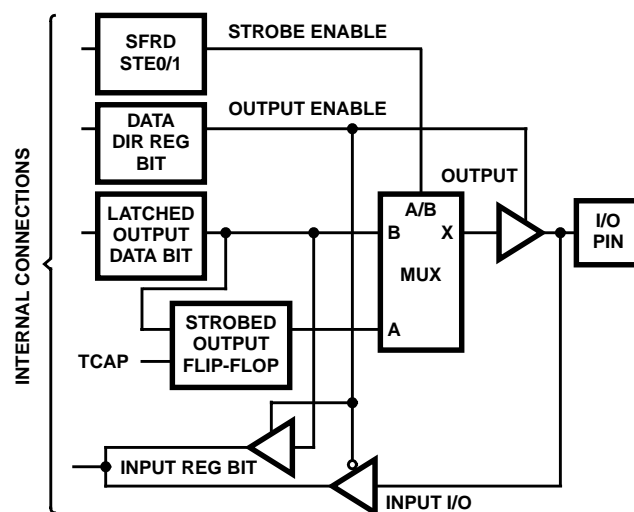 SFRD
STE0/1
STROBE ENABLE
DATA
DIR REG
BIT
OUTPUT ENABLE
OUTPUT
LATCHED
OUTPUT
DATA BIT
A/B
B
X
MUX
A
I/O
PIN
STROBED
OUTPUT
FLIP-FLOP
TCAP
INPUT REG BIT
INPUT I/O
INTERNAL CONNECTIONS